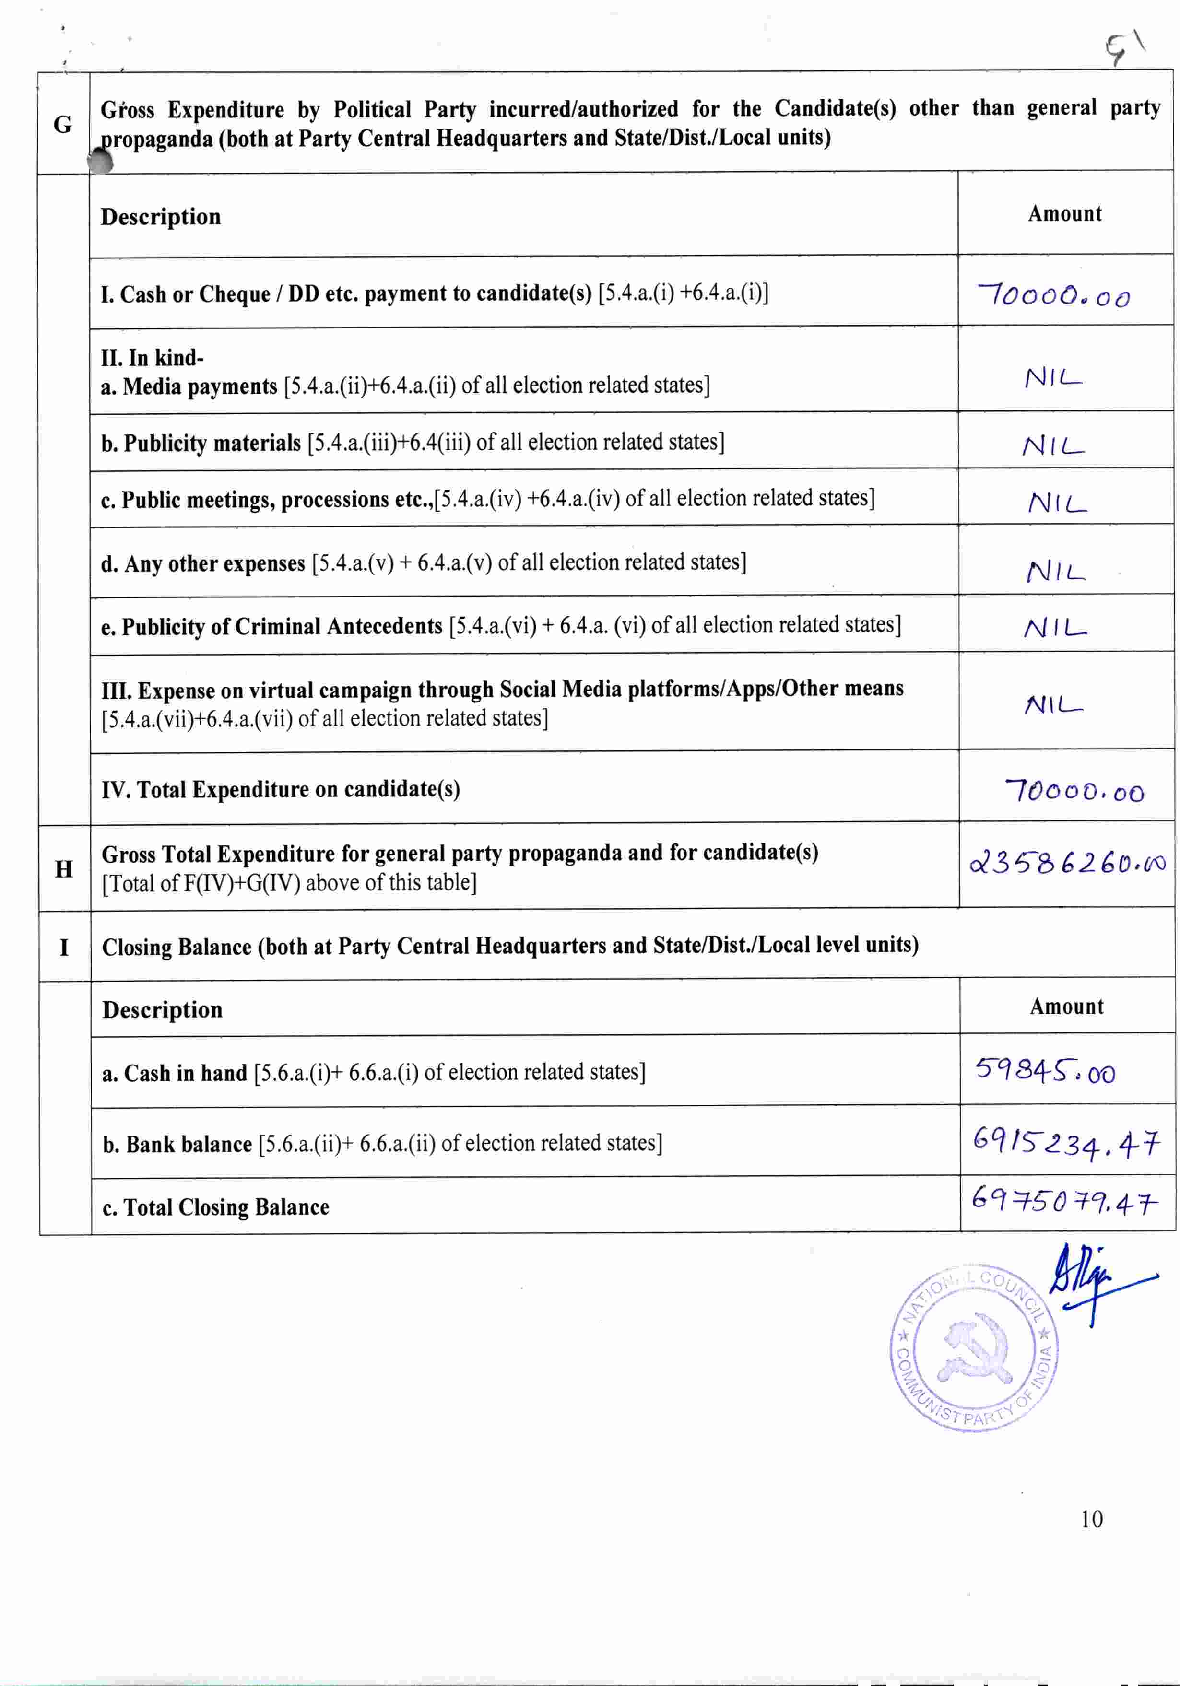 51
G Gross Expenditure by Political Party incurred/authorized for the Candidate(s) other than general party
propaganda (both at Party Central Headquarters and State/Dist./Local units)
Description Amount
I. Cash or Cheque / DD etc. payment to candidate(s) [5.4.a.(i) +6.4.a.(i)] 70000.00
II. In kind-
a. Media payments [5.4.a.(ii)+6.4.a.(ii) of all election related states] NIL
b. Publicity materials [5.4.a.(iii)+6.4(iii) of all election related states] NIL
c. Public meetings, processions etc.,[5.4.a.(iv) +6.4.a.(iv) of all election related states] NIL
d. Any other expenses [5.4.a.(v) + 6.4.a.(v) of all election related states] NIL
e. Publicity of Criminal Antecedents [5.4.a.(vi) + 6.4.a. (vi) of all election related states] NIL
III. Expense on virtual campaign through Social Media platforms/Apps/Other means
[5.4.a.(vii)+6.4.a.(vii) of all election related states] NIL
IV. Total Expenditure on candidate(s) 70000.00
H Gross Total Expenditure for general party propaganda and for candidate(s) 23586260.00
[Total of F(IV)+G(IV) above of this table]
I Closing Balance (both at Party Central Headquarters and State/Dist./Local level units)
Description Amount
a. Cash in hand [5.6.a.(i)+ 6.6.a.(i) of election related states] 59845.00
b. Bank balance [5.6.a.(ii)+ 6.6.a.(ii) of election related states] 6915234.47
c. Total Closing Balance 6975079.47
NATIONAL COUNCIL
COMMUNIST PARTY OF INDIA
10